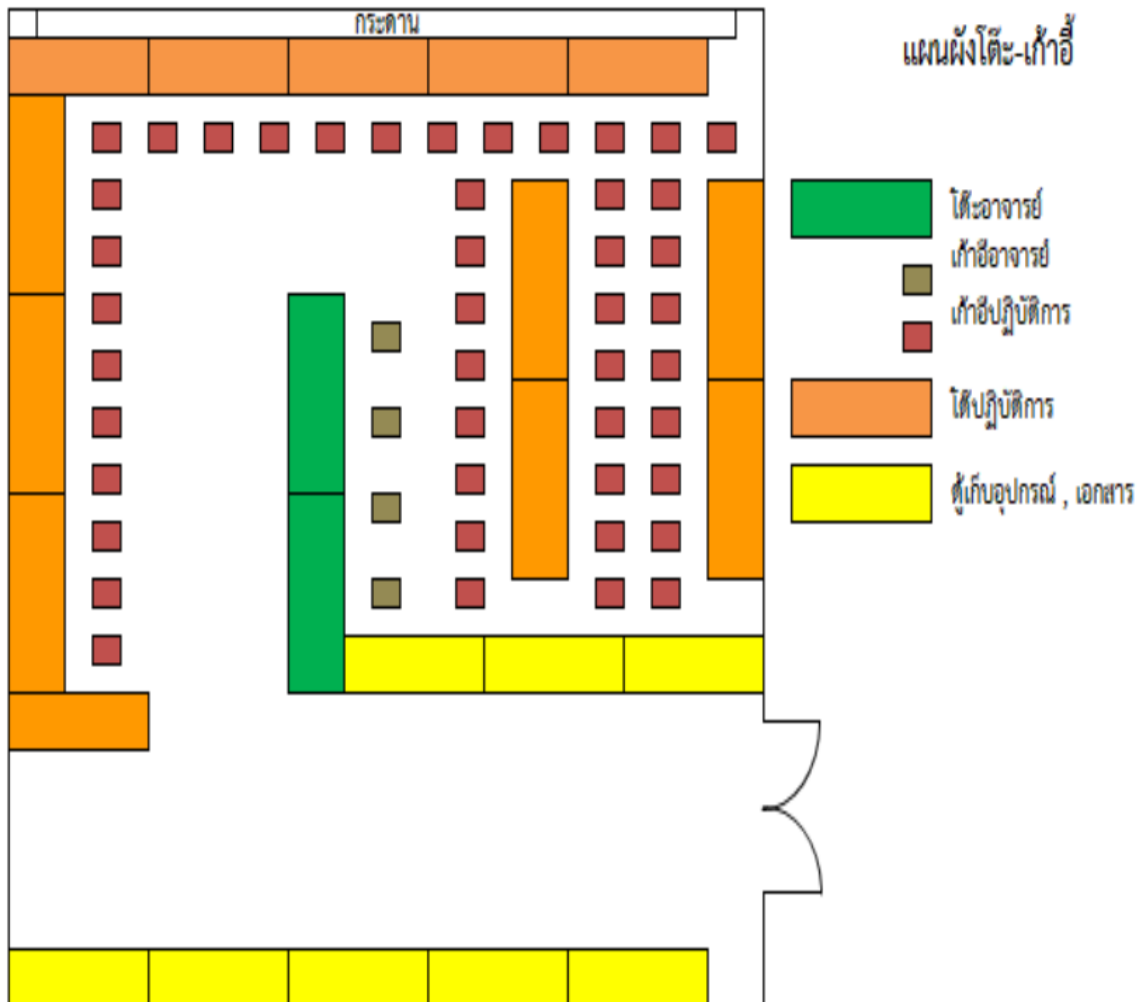 กระดาน
แผนผังโต๊ะ-เก้าอี้
โต๊ะอาจารย์
เก้าอีอาจารย์
เก้าอีปฏิบัติการ
โต๊ปฏิบัติการ
ตู้เก็บอุปกรณ์ , เอกสาร